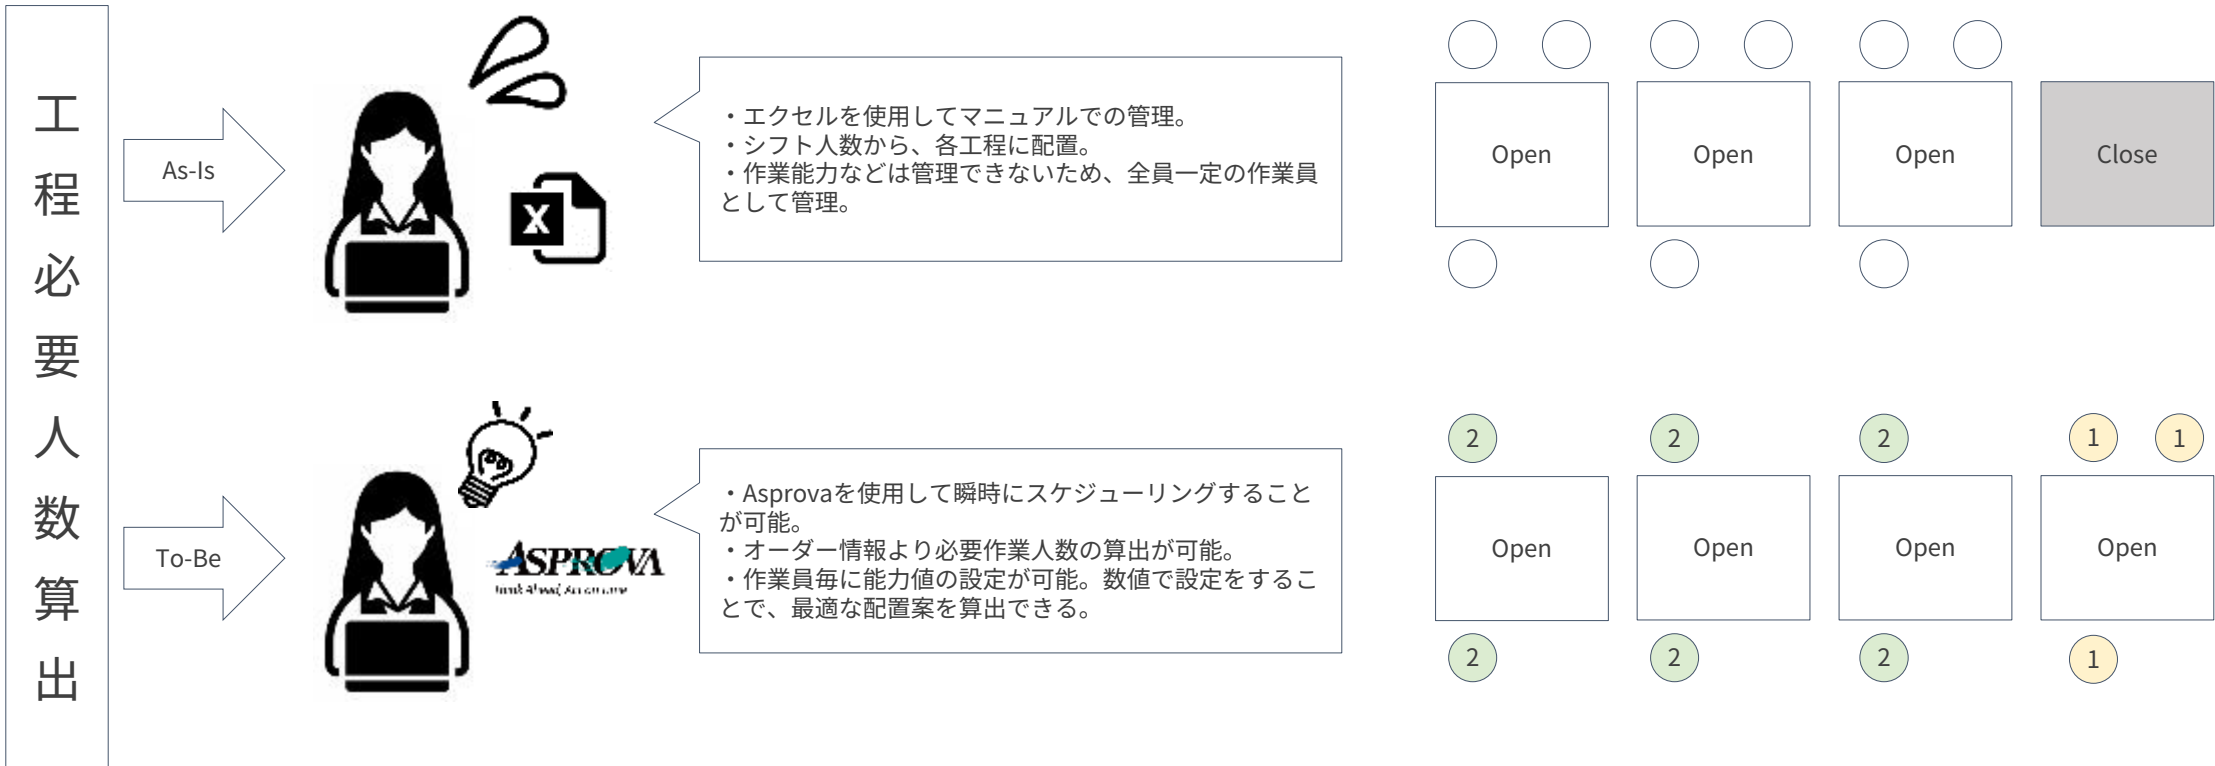 工程必要人数算出
As-Is
X
・エクセルを使用してマニュアルでの管理。
・シフト人数から、各工程に配置。
・作業能力などは管理できないため、全員一定の作業員
として管理。
Open
Open
Open
Close
To-Be
ASPROVA
・Asprovaを使用して瞬時にスケジューリングすること
が可能。
・オーダー情報より必要作業人数の算出が可能。
・作業員毎に能力値の設定が可能。数値で設定をするこ
とで、最適な配置案を算出できる。
2
2
2
1
1
Open
Open
Open
Open
2
2
2
1